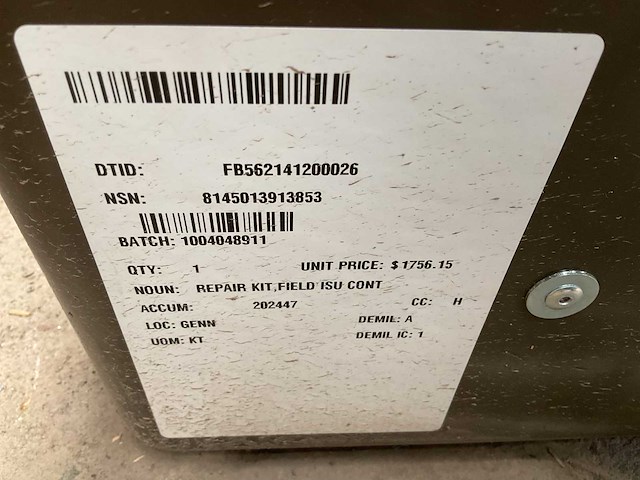 DTID: FB562141200026
NSN: 8145013913853
BATCH: 1004048911
QTY: 1 UNIT PRICE: $1756.15
NOUN: REPAIR KIT,FIELD ISU CONT
ACCUM: 202447 CC: H
LOC: GENN DEMIL: A
UOM: KT DEMIL IC: 1